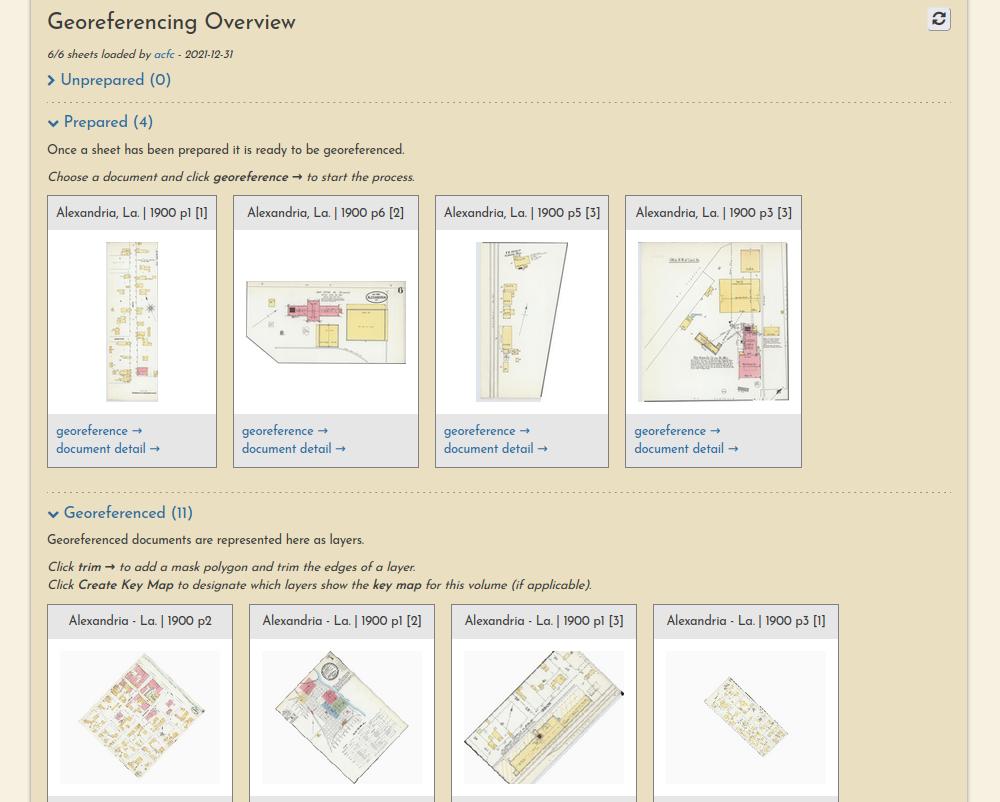 Georeferencing Overview
6/6 sheets loaded by acfc - 2021-12-31
Unprepared (0)
Prepared (4)
Once a sheet has been prepared it is ready to be georeferenced.
Choose a document and click georeference → to start the process.
Alexandria, La. | 1900 p1 [1]
Alexandria, La. | 1900 p6 [2]
Alexandria, La. | 1900 p5 [3]
Alexandria, La. | 1900 p3 [3]
6
georeference →
document detail →
georeference →
document detail →
georeference →
document detail →
georeference →
document detail →
Georeferenced (11)
Georeferenced documents are represented here as layers.
Click trim → to add a mask polygon and trim the edges of a layer.
Click Create Key Map to designate which layers show the key map for this volume (if applicable).
Alexandria - La. | 1900 p2
Alexandria - La. | 1900 p1 [2]
Alexandria - La. | 1900 p1 [3]
Alexandria - La. | 1900 p3 [1]